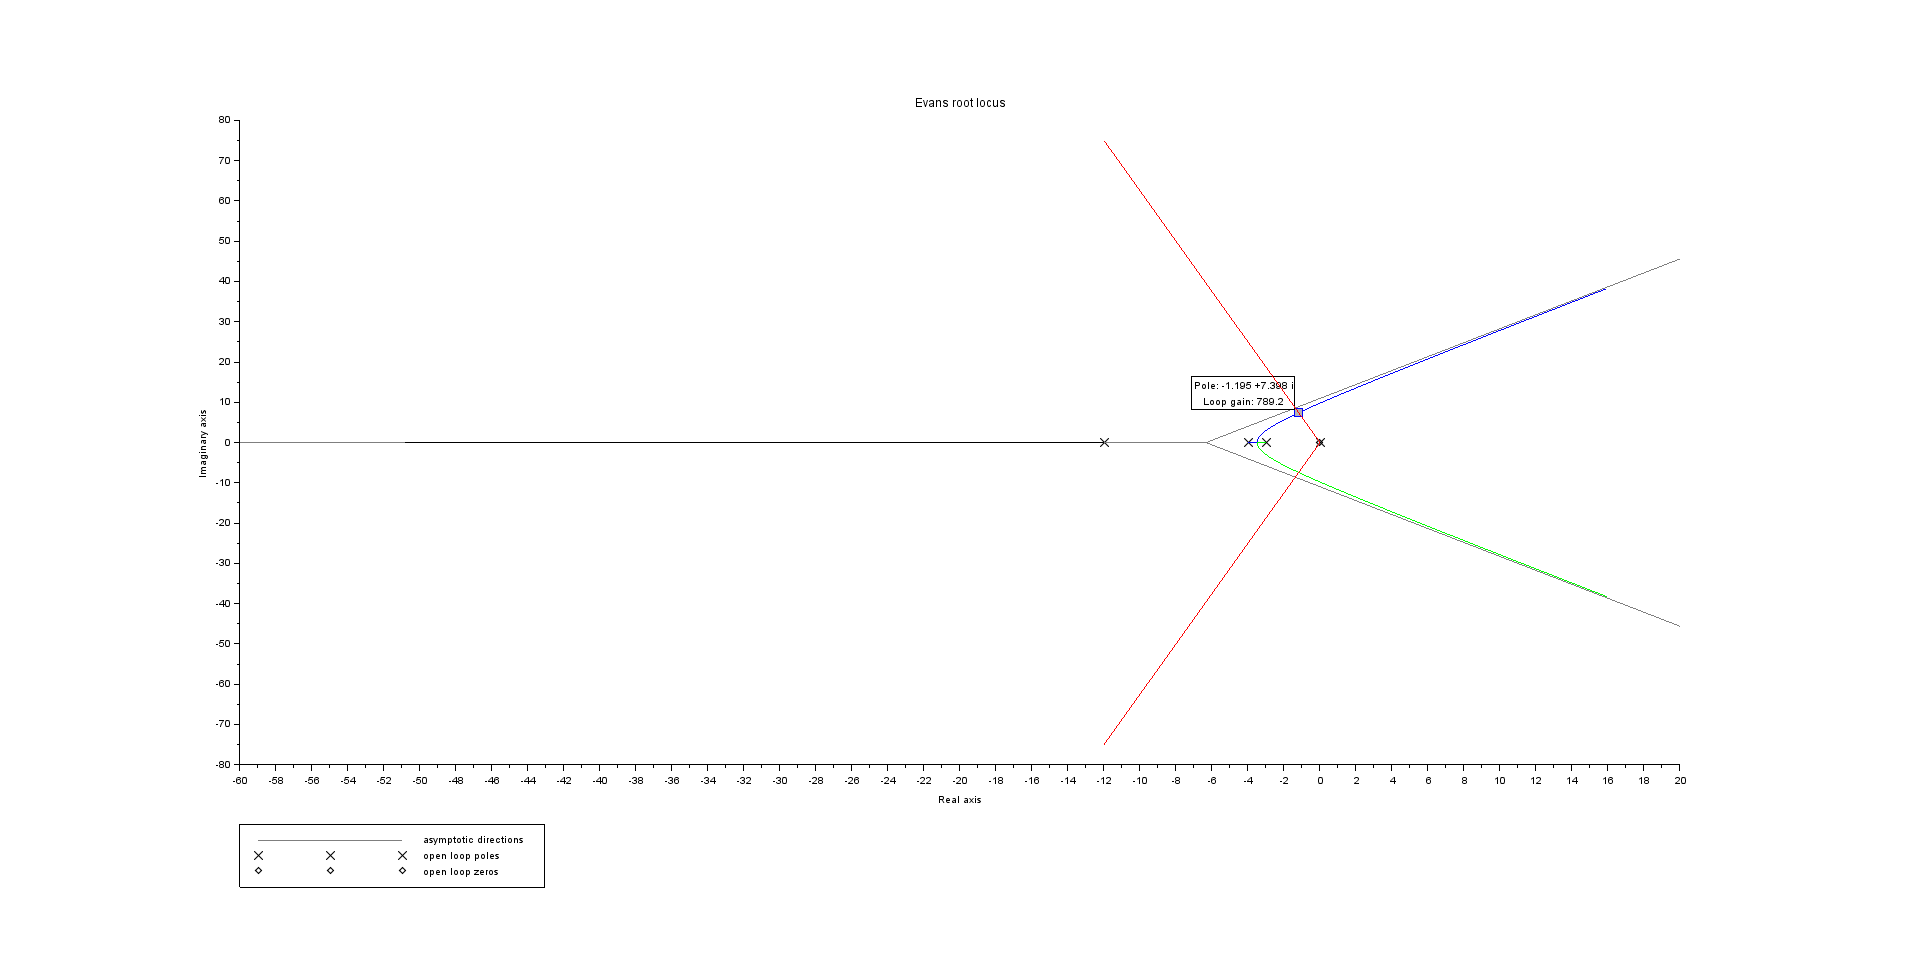 Evans root locus
80
70
60
50
40
30
20
10
0
-10
-20
-30
-40
-50
-60
-70
-80
Imaginary axis
Pole: -1.195 +7.398 i
Loop gain: 789.2
-60 -58 -56 -54 -52 -50 -48 -46 -44 -42 -40 -38 -36 -34 -32 -30 -28 -26 -24 -22 -20 -18 -16 -14 -12 -10 -8 -6 -4 -2 0 2 4 6 8 10 12 14 16 18 20
Real axis
asymptotic directions
open loop poles
open loop zeros